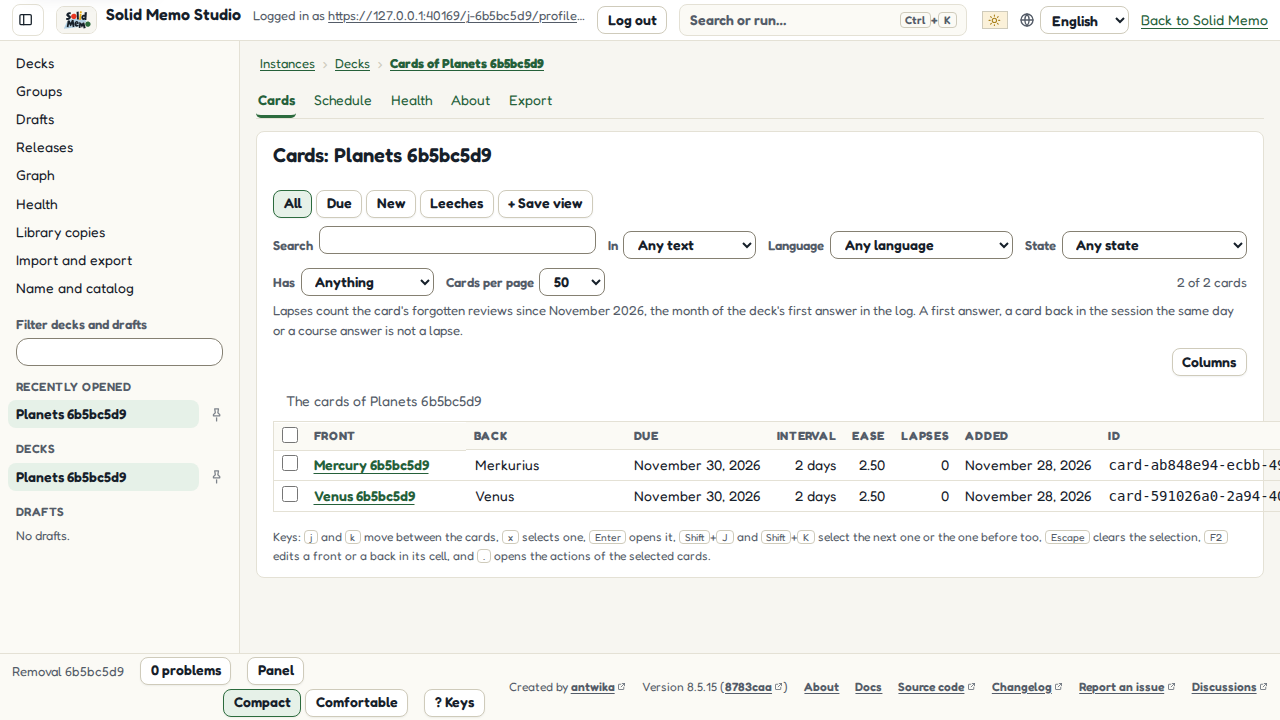 Solid Memo Studio Logged in as https://127.0.0.1:40169/j-6b5bc5d9/profile... Log out Search or run... Ctrl+K English Back to Solid Memo
Decks
Groups
Drafts
Releases
Graph
Health
Library copies
Import and export
Name and catalog
Filter decks and drafts
RECENTLY OPENED
Planets 6b5bc5d9
DECKS
Planets 6b5bc5d9
DRAFTS
No drafts.
Instances › Decks › Cards of Planets 6b5bc5d9
Cards Schedule Health About Export
Cards: Planets 6b5bc5d9
All Due New Leeches + Save view
Search In Any text Language Any language State Any state
Has Anything Cards per page 50 2 of 2 cards
Lapses count the card's forgotten reviews since November 2026, the month of the deck's first answer in the log. A first answer, a card back in the session the same day
or a course answer is not a lapse.
Columns
The cards of Planets 6b5bc5d9
FRONT BACK DUE INTERVAL EASE LAPSES ADDED ID
Mercury 6b5bc5d9 Merkurius November 30, 2026 2 days 2.50 0 November 28, 2026 card-ab848e94-ecbb-49
Venus 6b5bc5d9 Venus November 30, 2026 2 days 2.50 0 November 28, 2026 card-591026a0-2a94-40
Keys: j and k move between the cards, x selects one, Enter opens it, Shift+J and Shift+K select the next one or the one before too, Escape clears the selection, F2
edits a front or a back in its cell, and . opens the actions of the selected cards.
Removal 6b5bc5d9 0 problems Panel
Compact Comfortable ? Keys
Created by antwika Version 8.5.15 (8783caa) About Docs Source code Changelog Report an issue Discussions